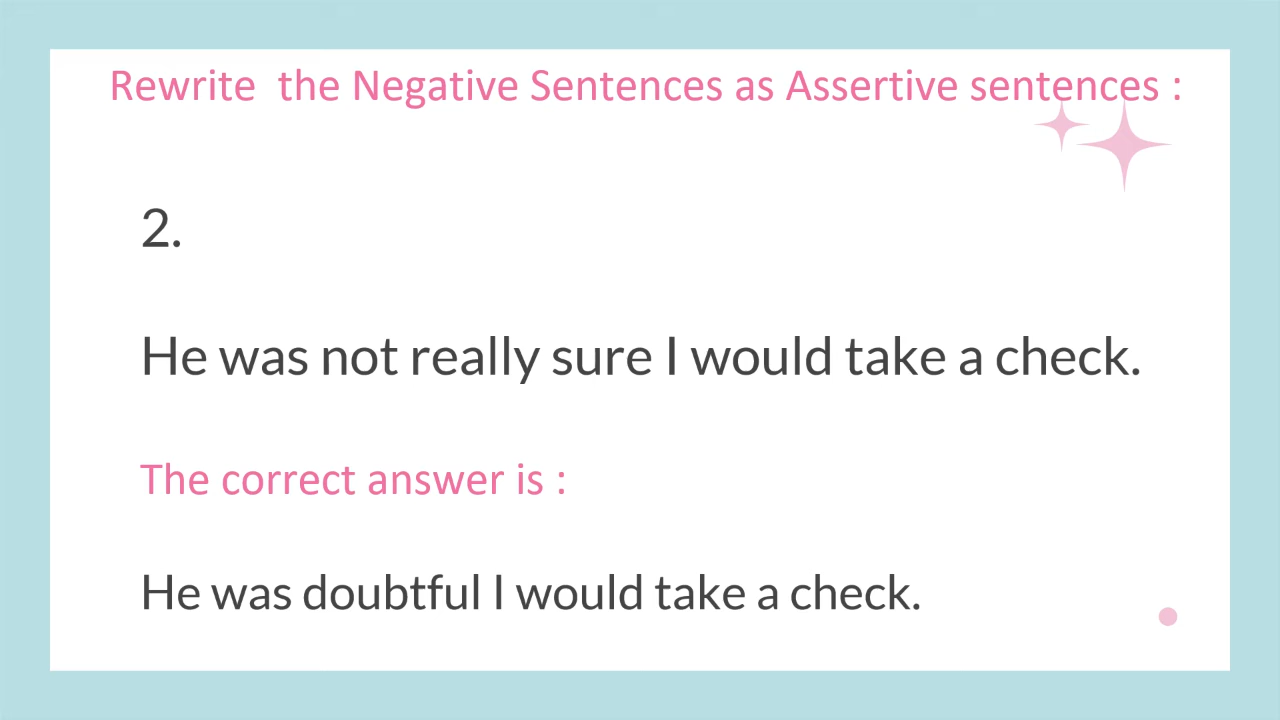 Rewrite  the Negative Sentences as Assertive sentences :
2.
He was not really sure I would take a check.
The correct answer is :
He was doubtful I would take a check.